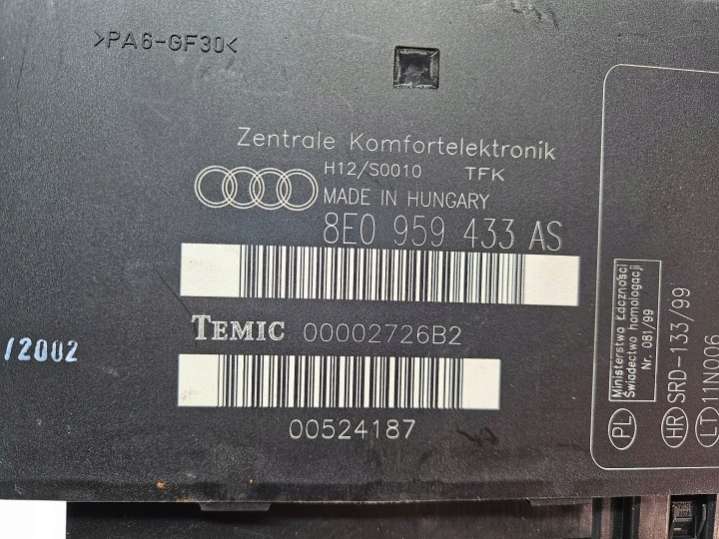 >PA6-GF30<
Zentrale Komfortelektronik
H12/S0010 TFK
MADE IN HUNGARY
8E0 959 433 AS
TEMIC 00002726B2
/2002
00524187
Ministerstwo Łączności
Świadectwo homologacji
Nr. 081/99
PL
HR SRD-133/99
LT 11N006